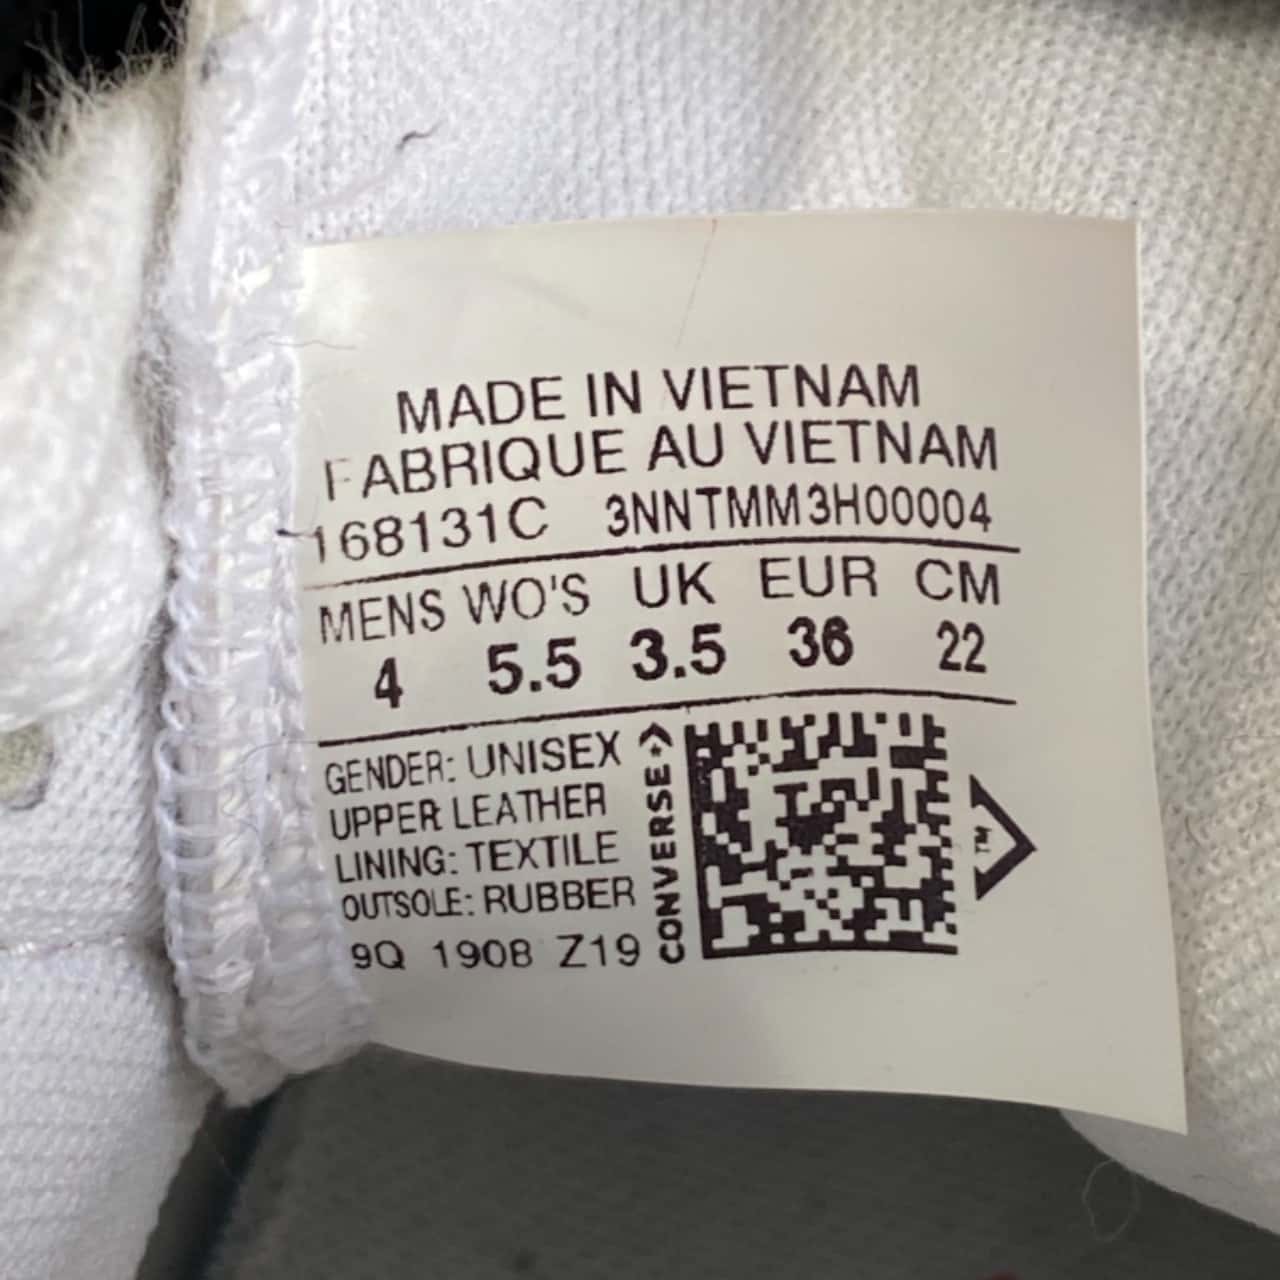 MADE IN VIETNAM
FABRIQUE AU VIETNAM
168131C 3NNTMM3H00004
MENS WO'S UK EUR CM
4 5.5 3.5 36 22
GENDER: UNISEX
UPPER LEATHER
LINING: TEXTILE
OUTSOLE: RUBBER
9Q 1908 Z19
CONVERSE
TM